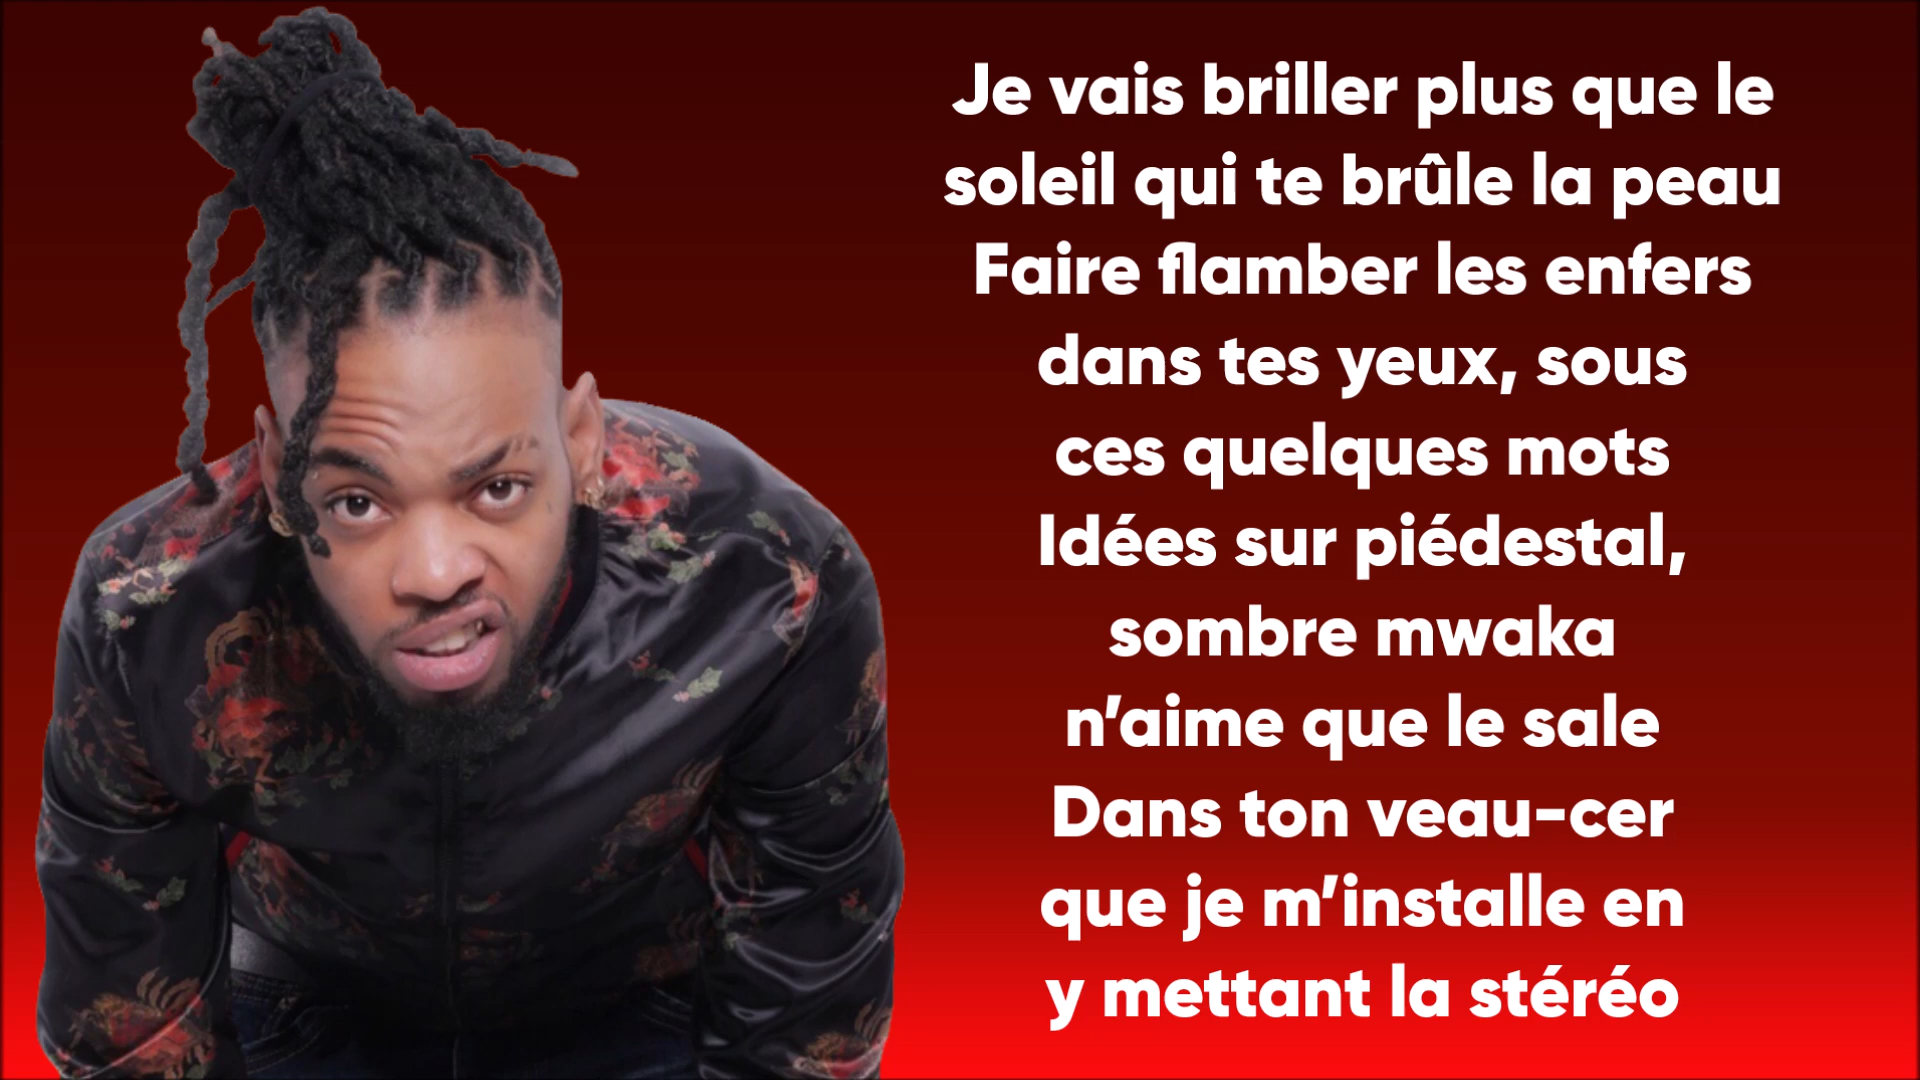 Je vais briller plus que le
soleil qui te brûle la peau
Faire flamber les enfers
dans tes yeux, sous
ces quelques mots
Idées sur piédestal,
sombre mwaka
n’aime que le sale
Dans ton veau-cer
que je m’installe en
y mettant la stéréo